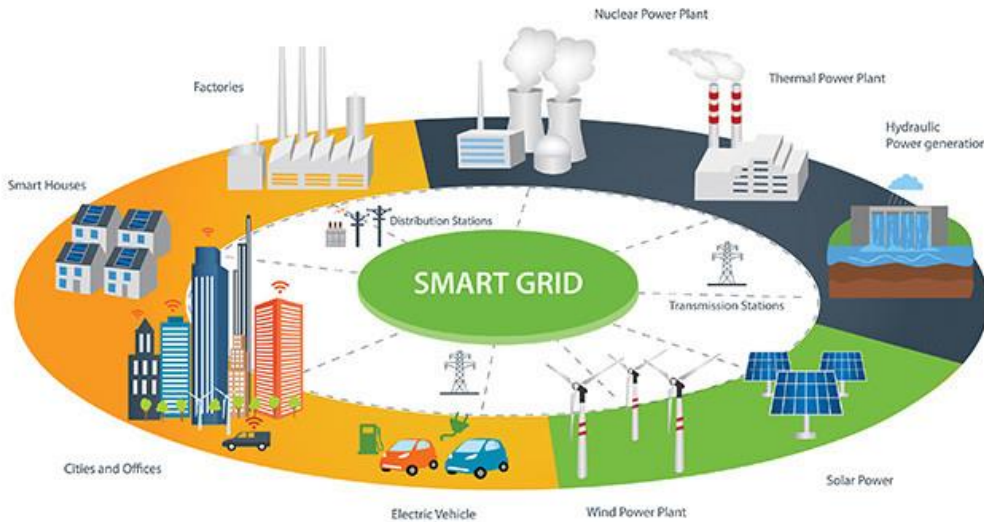 Nuclear Power Plant
Thermal Power Plant
Factories
Hydraulic
Power generation
Smart Houses
Distribution Stations
SMART GRID
Transmission Stations
Cities and Offices
Solar Power
Electric Vehicle
Wind Power Plant